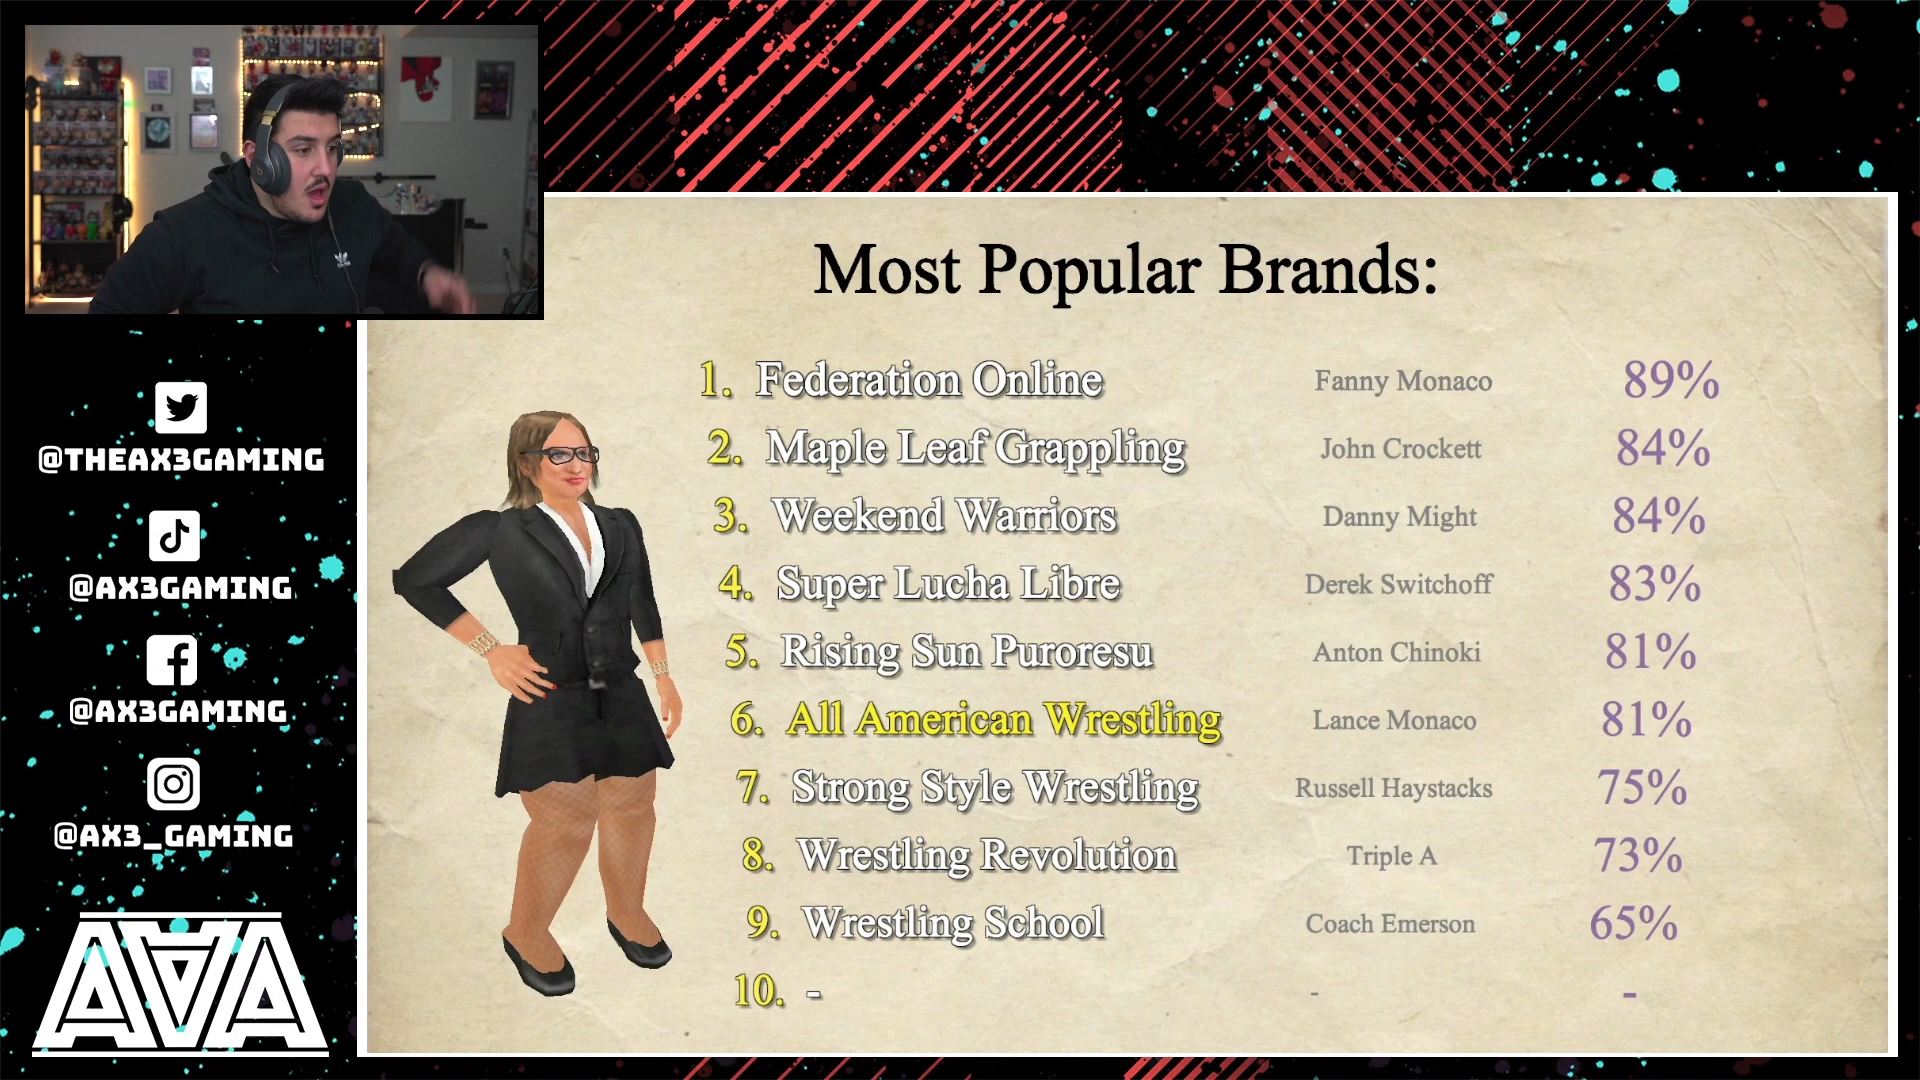 Most Popular Brands:
1. Federation Online Fanny Monaco 89%
2. Maple Leaf Grappling John Crockett 84%
3. Weekend Warriors Danny Might 84%
4. Super Lucha Libre Derek Switchoff 83%
5. Rising Sun Puroresu Anton Chinoki 81%
6. All American Wrestling Lance Monaco 81%
7. Strong Style Wrestling Russell Haystacks 75%
8. Wrestling Revolution Triple A 73%
9. Wrestling School Coach Emerson 65%
10. - - -
@THEAX3GAMING
@AX3GAMING
@AX3GAMING
@AX3_GAMING